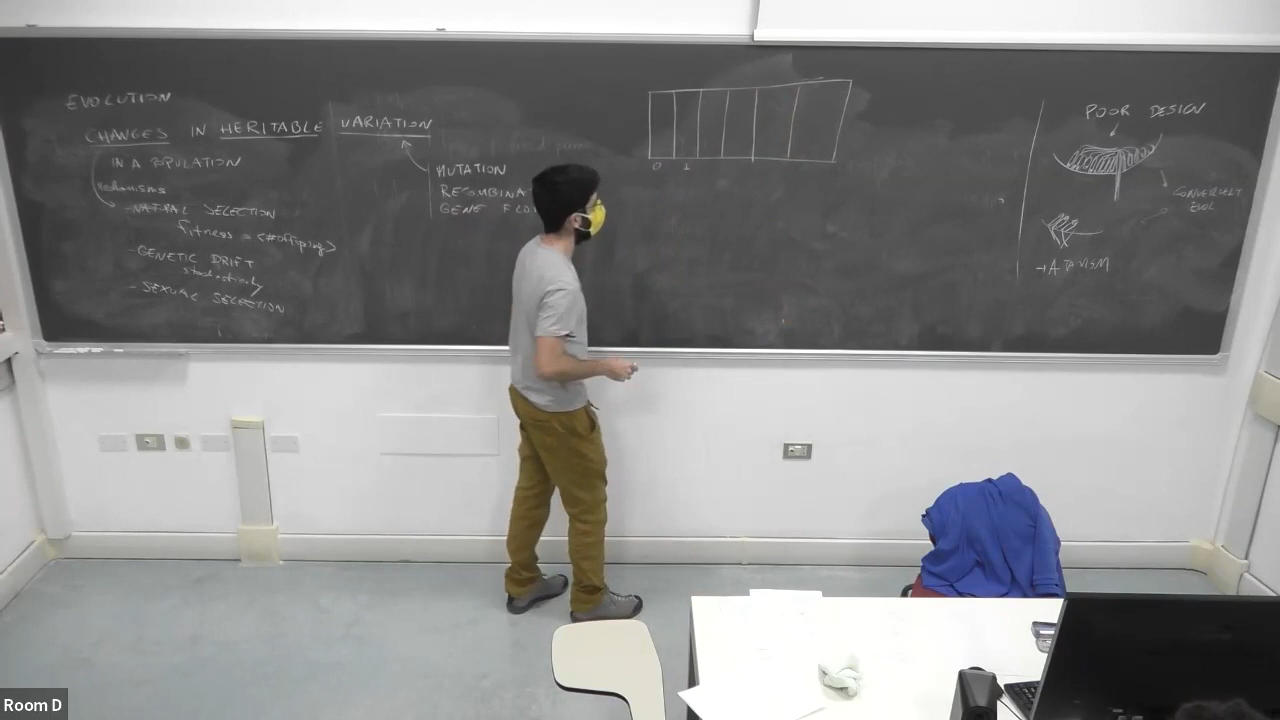 EVOLUTION
CHANGES IN HERITABLE VARIATION
IN A POPULATION
Mechanisms
- NATURAL SELECTION
fitness = <#offspring>
- GENETIC DRIFT
stochasticity
- SEXUAL SELECTION
MUTATION
RECOMBINA
GENE FLO
0 1
POOR DESIGN
CONVERGENT
EVOL
→ ATAVISM
Room D